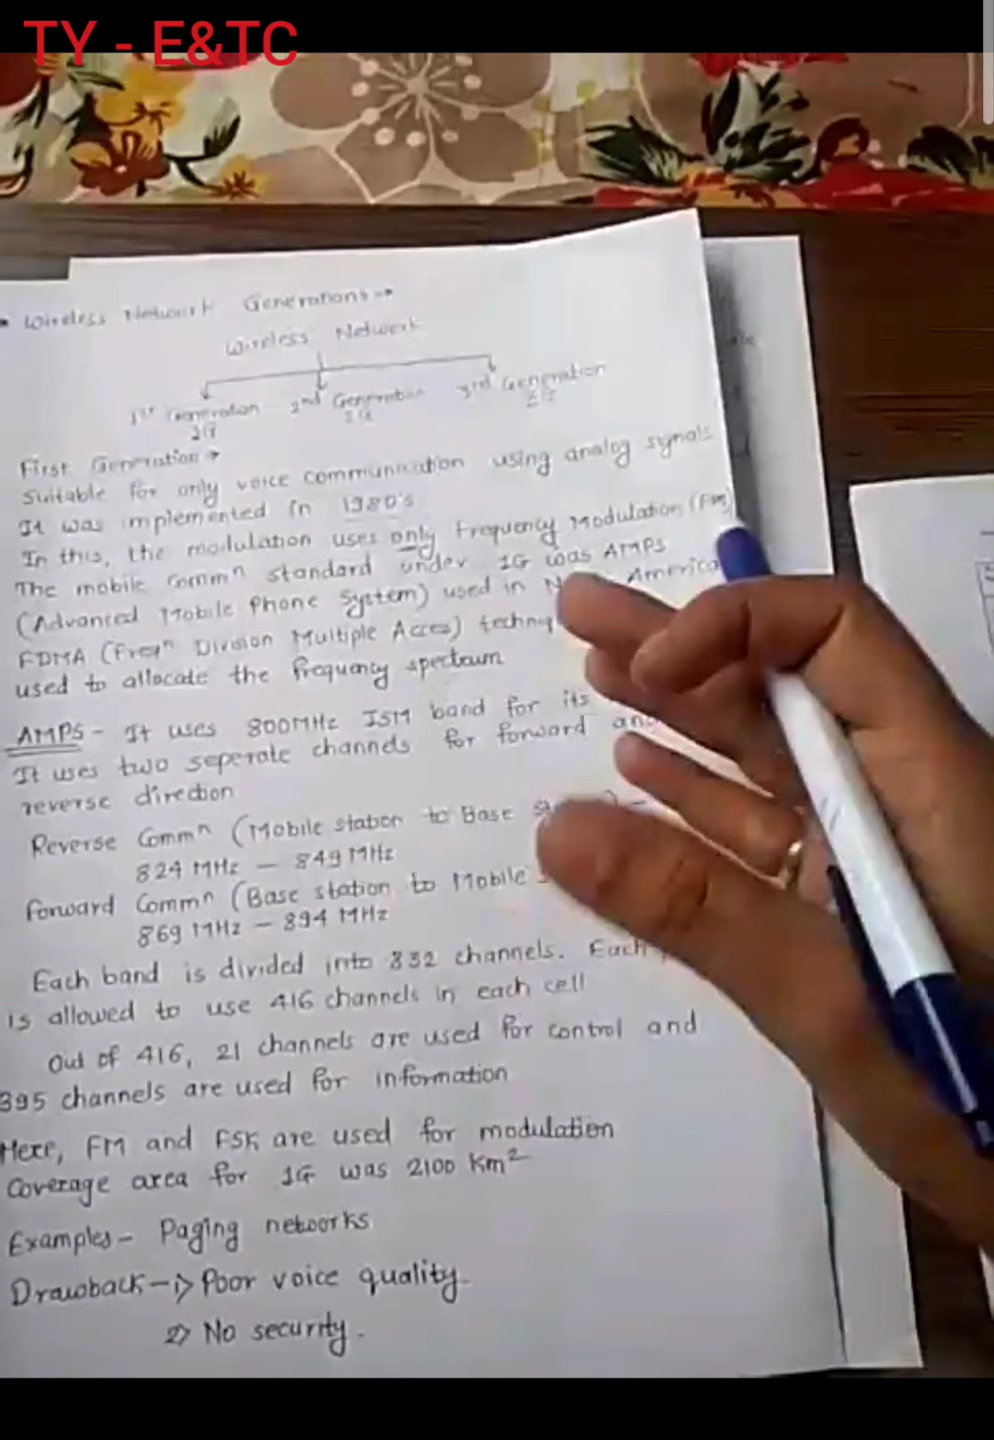 TY - E&TC
• Wireless Network Generations →
Wireless Network
1st Generation 2nd Generation 3rd Generation
2G 3G
First Generation →
Suitable for only voice communication using analog signals
It was implemented in 1980's
In this, the modulation uses only Frequency Modulation (FM)
The mobile Commⁿ standard under 1G was AMPS
(Advanced Mobile Phone System) used in America
FDMA (Freqⁿ Division Multiple Acces)
used to allocate the frequency spectrum
AMPS - It uses 800MHz ISM band for its
It uses two seperate channels for forward and
reverse direction
Reverse Commⁿ (Mobile station to Base
824 MHz – 849 MHz
Forward Commⁿ (Base station to Mobile
869 MHz – 894 MHz
Each band is divided into 832 channels. Each
is allowed to use 416 channels in each cell
Out of 416, 21 channels are used for control and
395 channels are used for information
Here, FM and FSK are used for modulation
Coverage area for 1G was 2100 Km²
Examples – Paging networks
Drawback – 1> Poor voice quality.
2> No security.